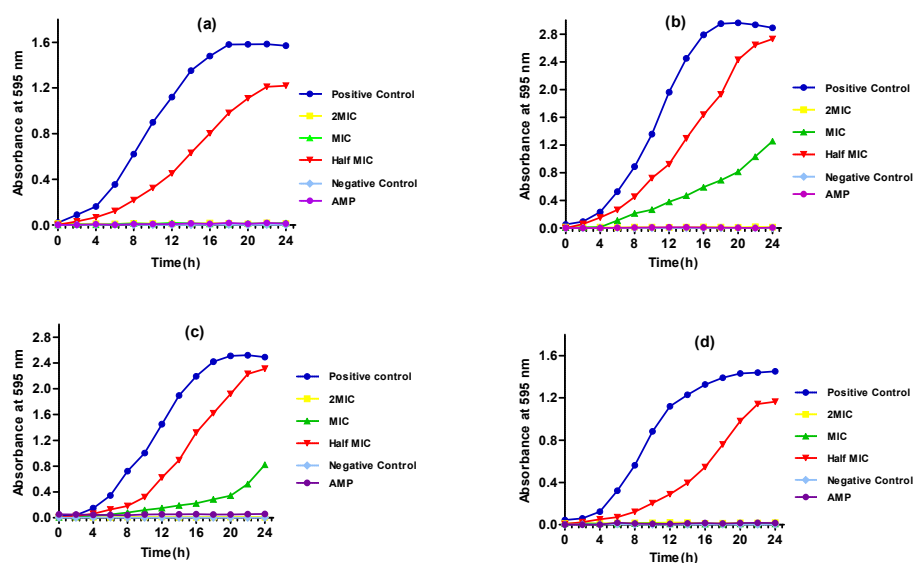 (a)
Absorbance at 595 nm
1.6
1.2
0.8
0.4
0.0
0 4 8 12 16 20 24
Time(h)
Positive Control
2MIC
MIC
Half MIC
Negative Control
AMP
(b)
Absorbance at 595 nm
2.8
2.4
2.0
1.6
1.2
0.8
0.4
0.0
0 4 8 12 16 20 24
Time(h)
Positive Control
2MIC
MIC
Half MIC
Negative Control
AMP
(c)
Absorbance at 595 nm
2.8
2.4
2.0
1.6
1.2
0.8
0.4
0.0
0 4 8 12 16 20 24
Time(h)
Positive control
2MIC
MIC
Half MIC
Negative Control
AMP
(d)
Absorbance at 595 nm
1.6
1.2
0.8
0.4
0.0
0 4 8 12 16 20 24
Time(h)
Positive Control
2MIC
MIC
Half MIC
Negative Control
AMP